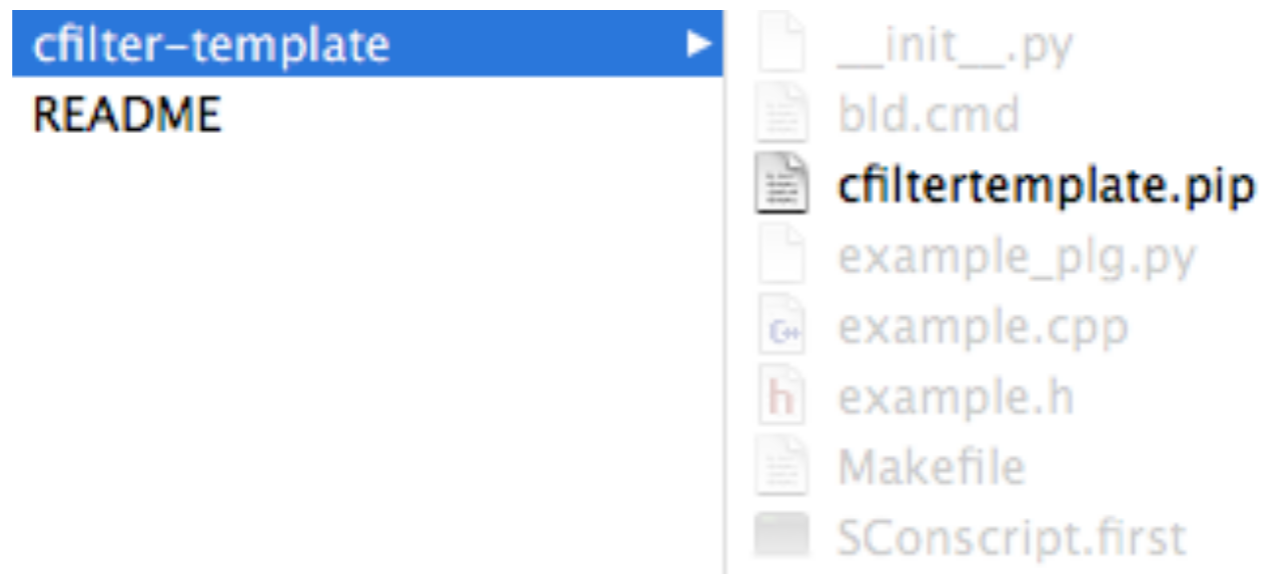 cfilter-template
README
__init__.py
bld.cmd
cfiltertemplate.pip
example_plg.py
example.cpp
example.h
Makefile
SConscript.first